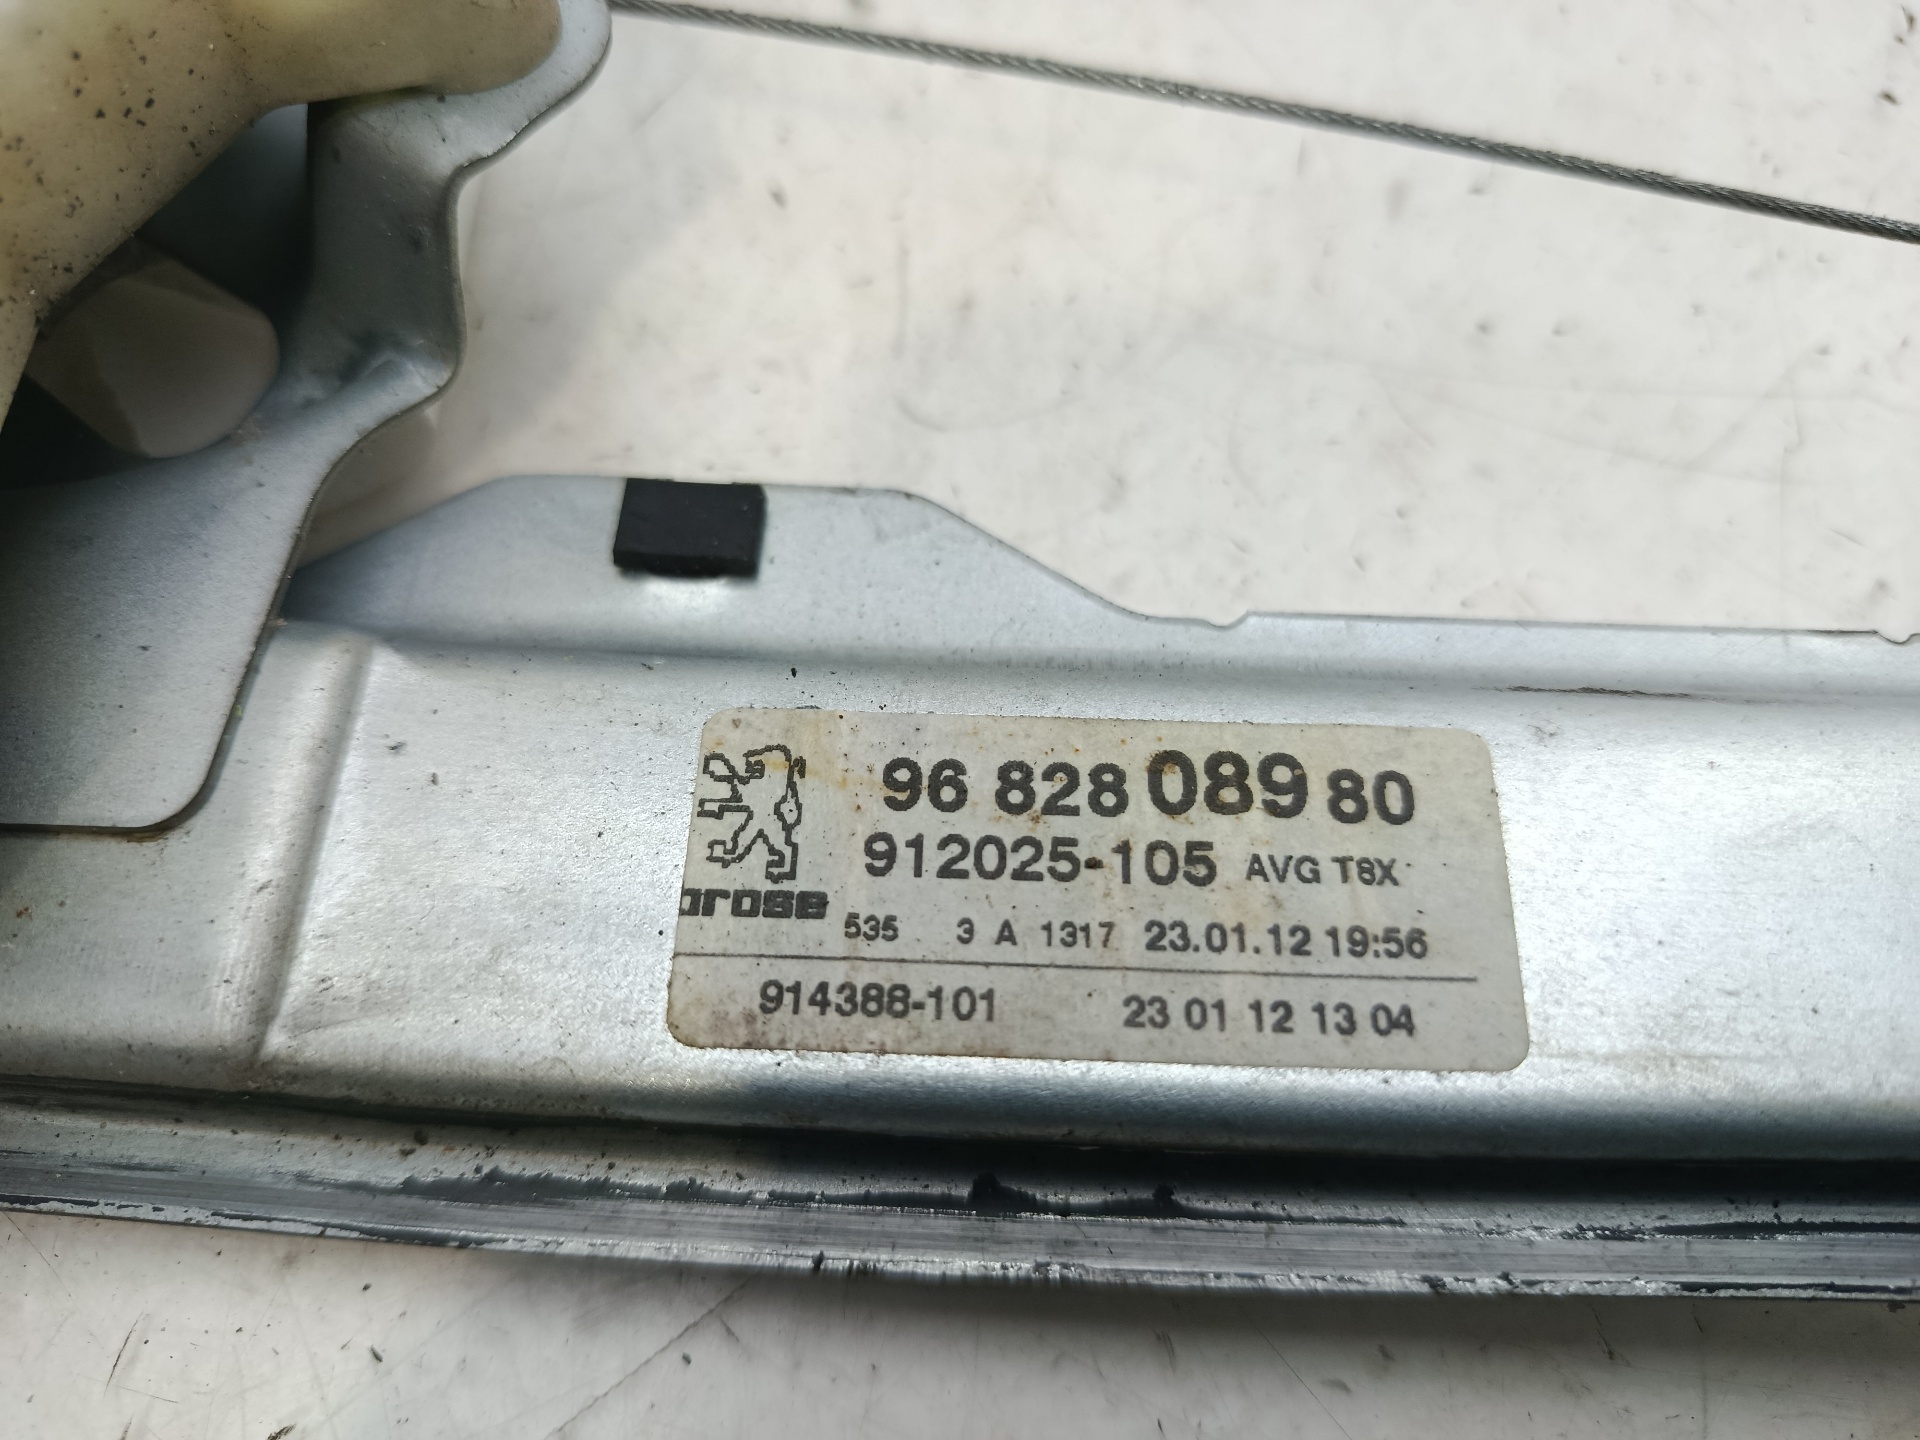 96 828 089 80
912025-105 AVG T8X
arose 535 3 A 1317 23.01.12 19:56
914388-101 23 01 12 13 04